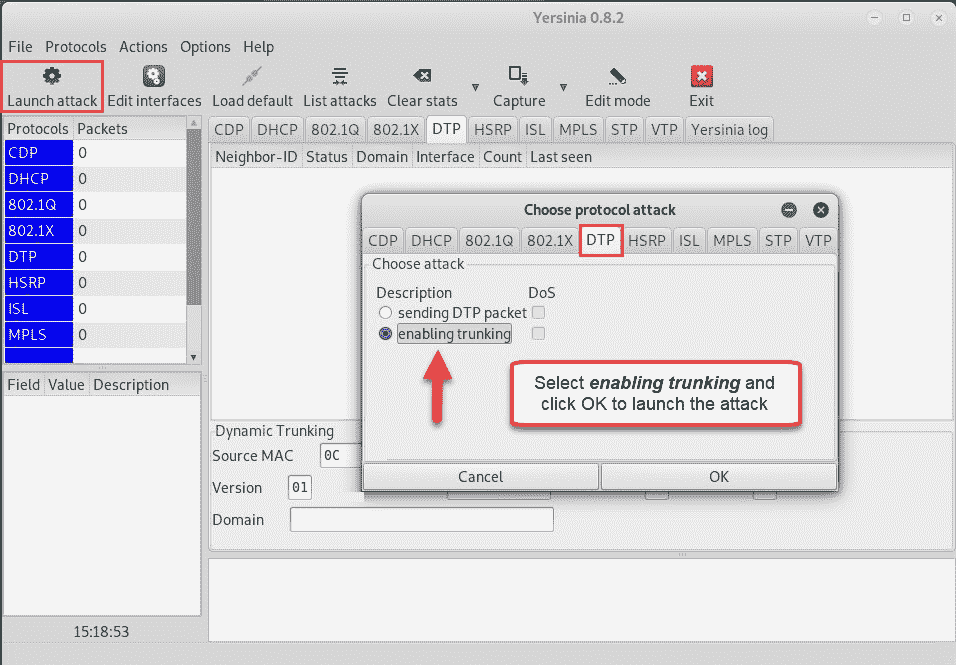 Yersinia 0.8.2
File Protocols Actions Options Help
Launch attack Edit interfaces Load default List attacks Clear stats Capture Edit mode Exit
Protocols Packets
CDP 0
DHCP 0
802.1Q 0
802.1X 0
DTP 0
HSRP 0
ISL 0
MPLS 0
Field Value Description
15:18:53
CDP DHCP 802.1Q 802.1X DTP HSRP ISL MPLS STP VTP Yersinia log
Neighbor-ID Status Domain Interface Count Last seen
Choose protocol attack
CDP DHCP 802.1Q 802.1X DTP HSRP ISL MPLS STP VTP
Choose attack
Description DoS
sending DTP packet
enabling trunking
Select enabling trunking and
click OK to launch the attack
Cancel OK
Dynamic Trunking
Source MAC 0C
Version 01
Domain